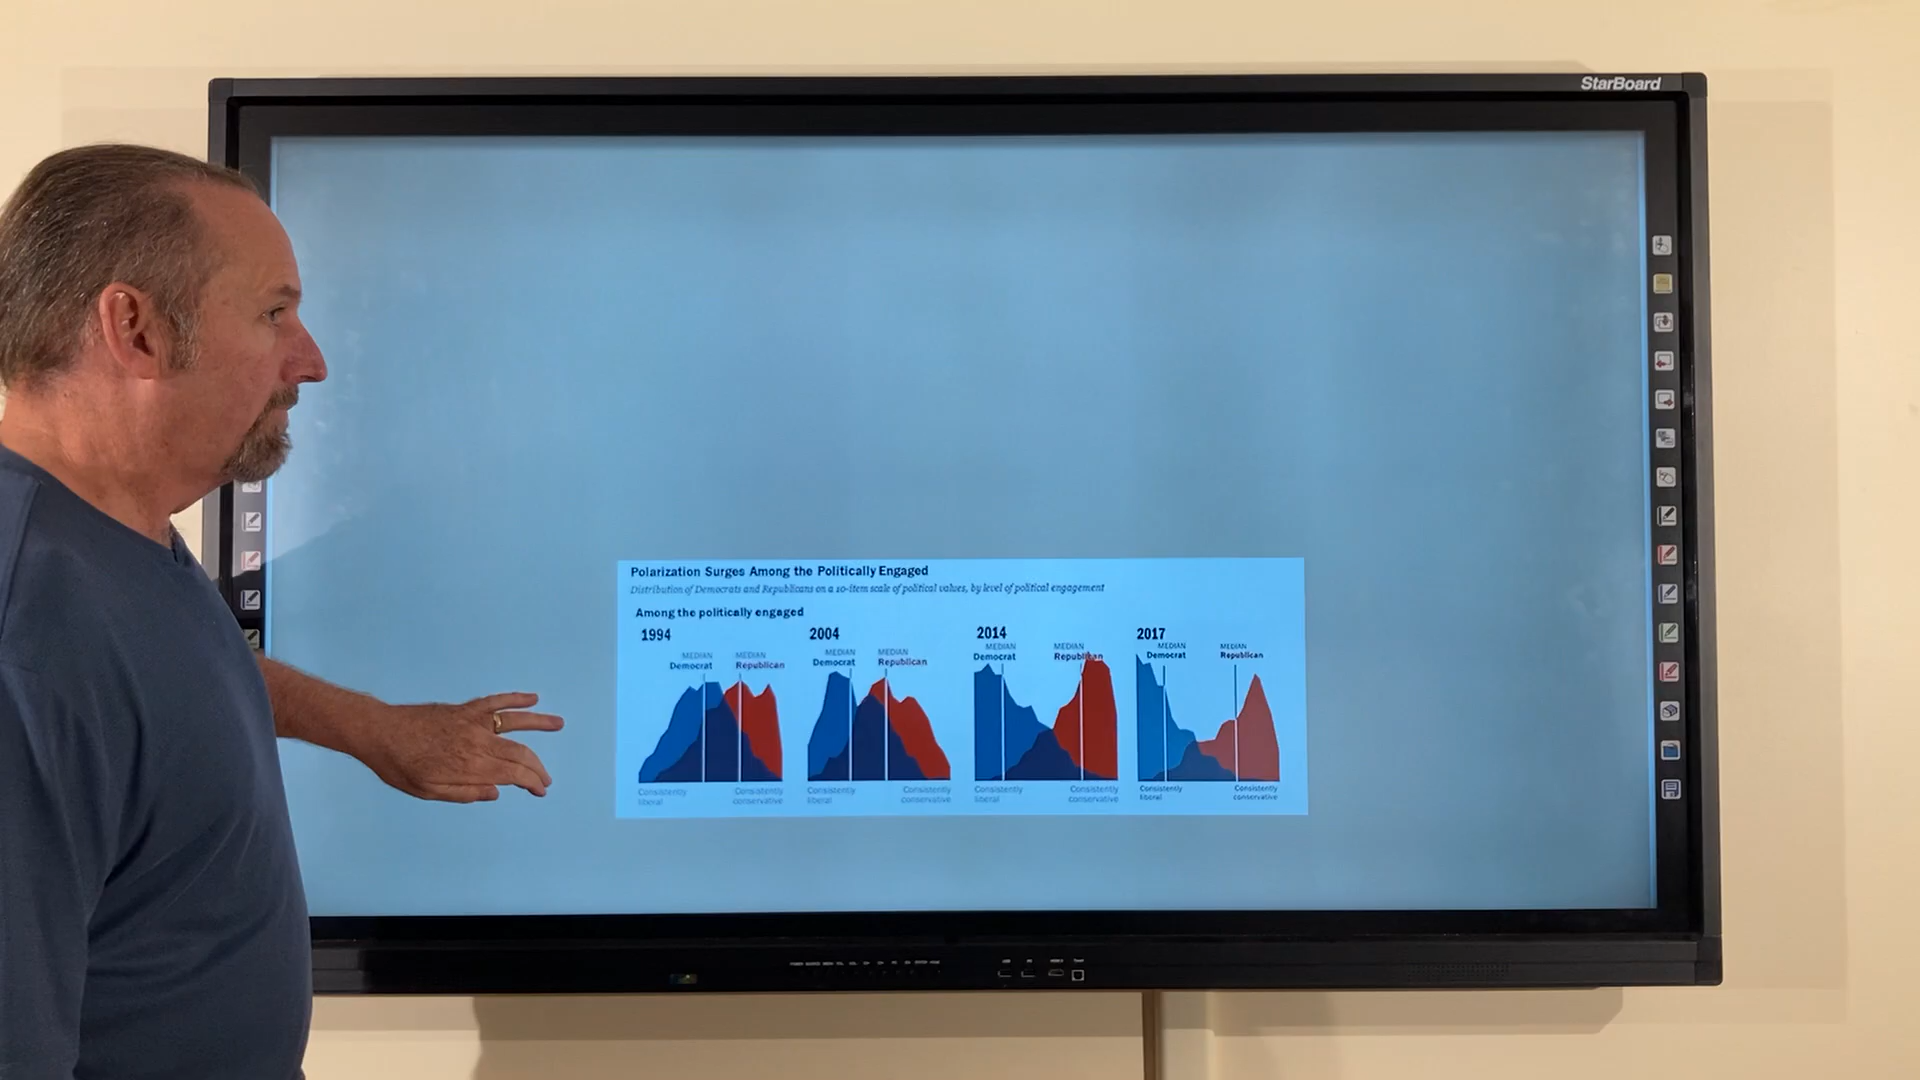 StarBoard
Polarization Surges Among the Politically Engaged
Distribution of Democrats and Republicans on a 10-item scale of political values, by level of political engagement
Among the politically engaged
1994 2004 2014 2017
MEDIAN Democrat MEDIAN Republican MEDIAN Democrat MEDIAN Republican MEDIAN Democrat MEDIAN Republican MEDIAN Democrat MEDIAN Republican
Consistently liberal Consistently conservative Consistently liberal Consistently conservative Consistently liberal Consistently conservative Consistently liberal Consistently conservative